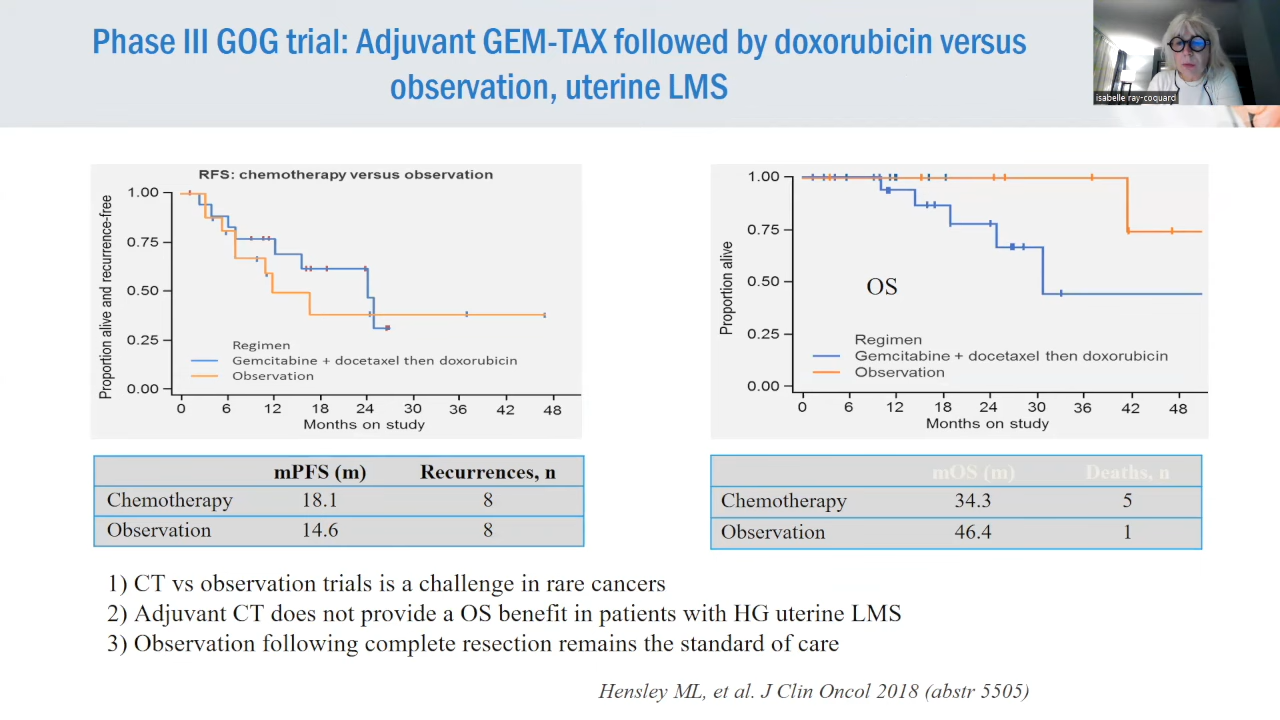 Phase III GOG trial: Adjuvant GEM-TAX followed by doxorubicin versus
observation, uterine LMS
isabelle ray-coquard
RFS: chemotherapy versus observation
Proportion alive and recurrence-free
1.00
0.75
0.50
0.25
0.00
Regimen
Gemcitabine + docetaxel then doxorubicin
Observation
0 6 12 18 24 30 36 42 48
Months on study
Proportion alive
1.00
0.75
0.50
0.25
0.00
OS
Regimen
Gemcitabine + docetaxel then doxorubicin
Observation
0 6 12 18 24 30 36 42 48
Months on study
mPFS (m) Recurrences, n
Chemotherapy 18.1 8
Observation 14.6 8
mOS (m) Deaths, n
Chemotherapy 34.3 5
Observation 46.4 1
1) CT vs observation trials is a challenge in rare cancers
2) Adjuvant CT does not provide a OS benefit in patients with HG uterine LMS
3) Observation following complete resection remains the standard of care
Hensley ML, et al. J Clin Oncol 2018 (abstr 5505)